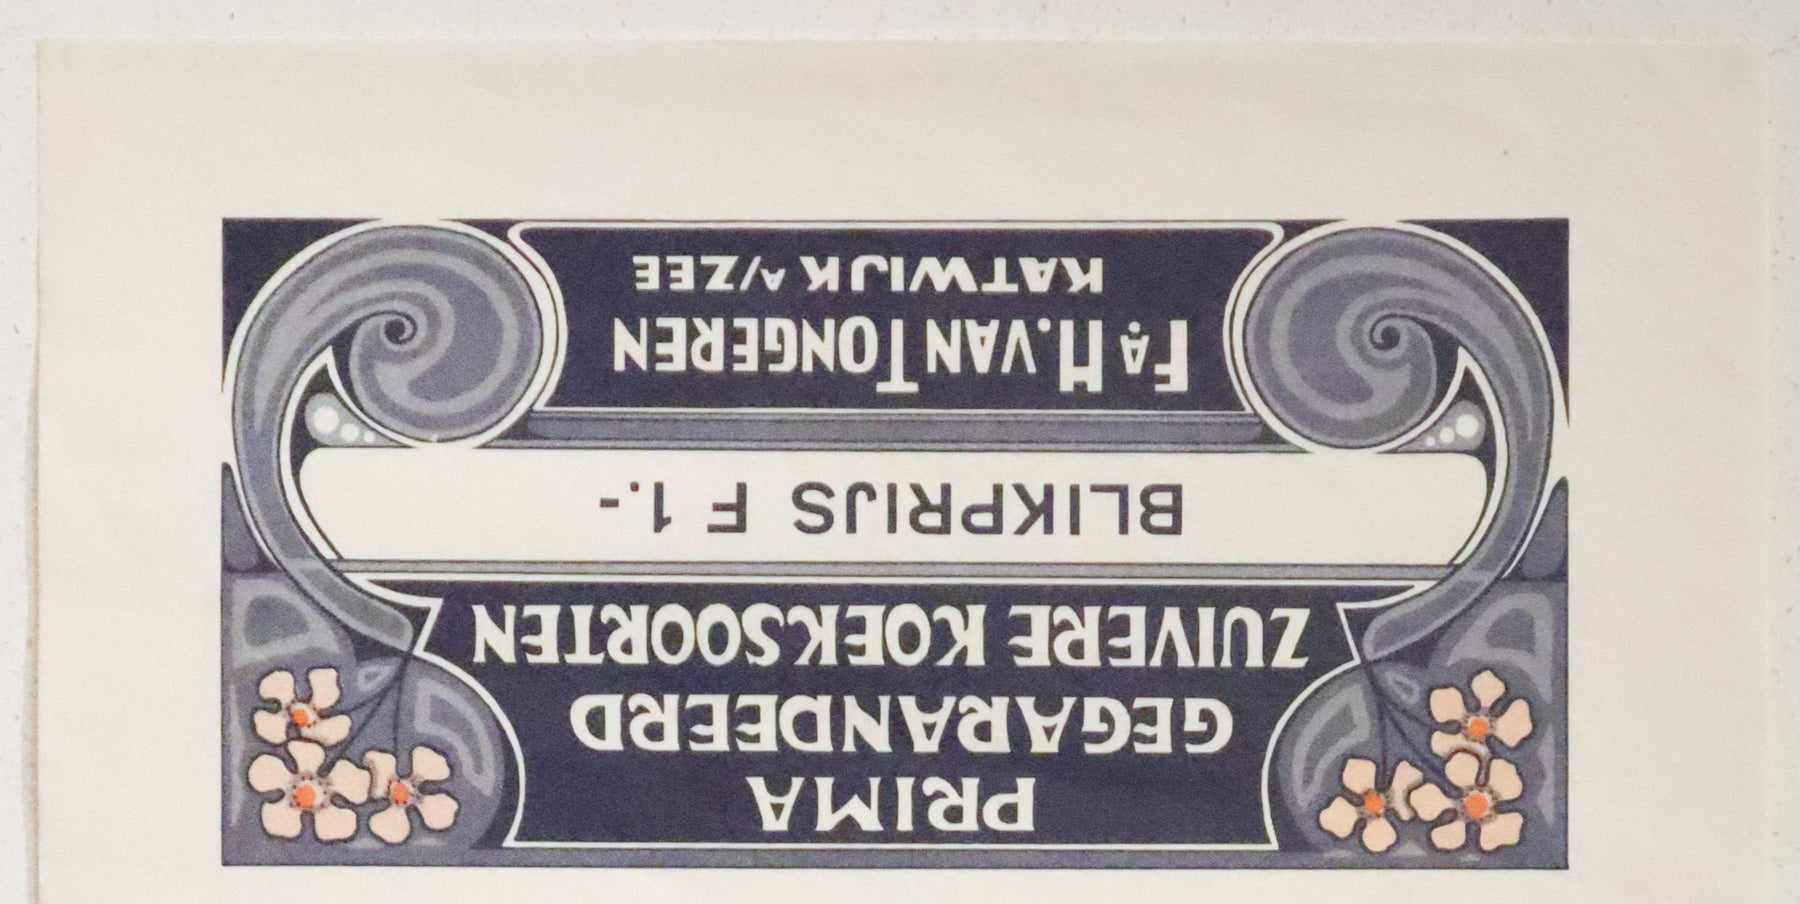 PRIMA
GEGARANDEERD
ZUIVERE KOEKSOORTEN
BLIKPRIJS F 1.-
FA H. VAN TONGEREN
KATWIJK A/ZEE